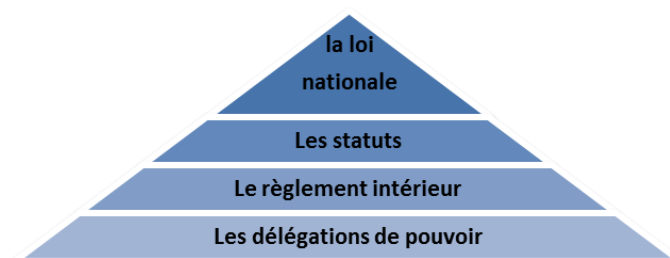 la loi
nationale
Les statuts
Le règlement intérieur
Les délégations de pouvoir